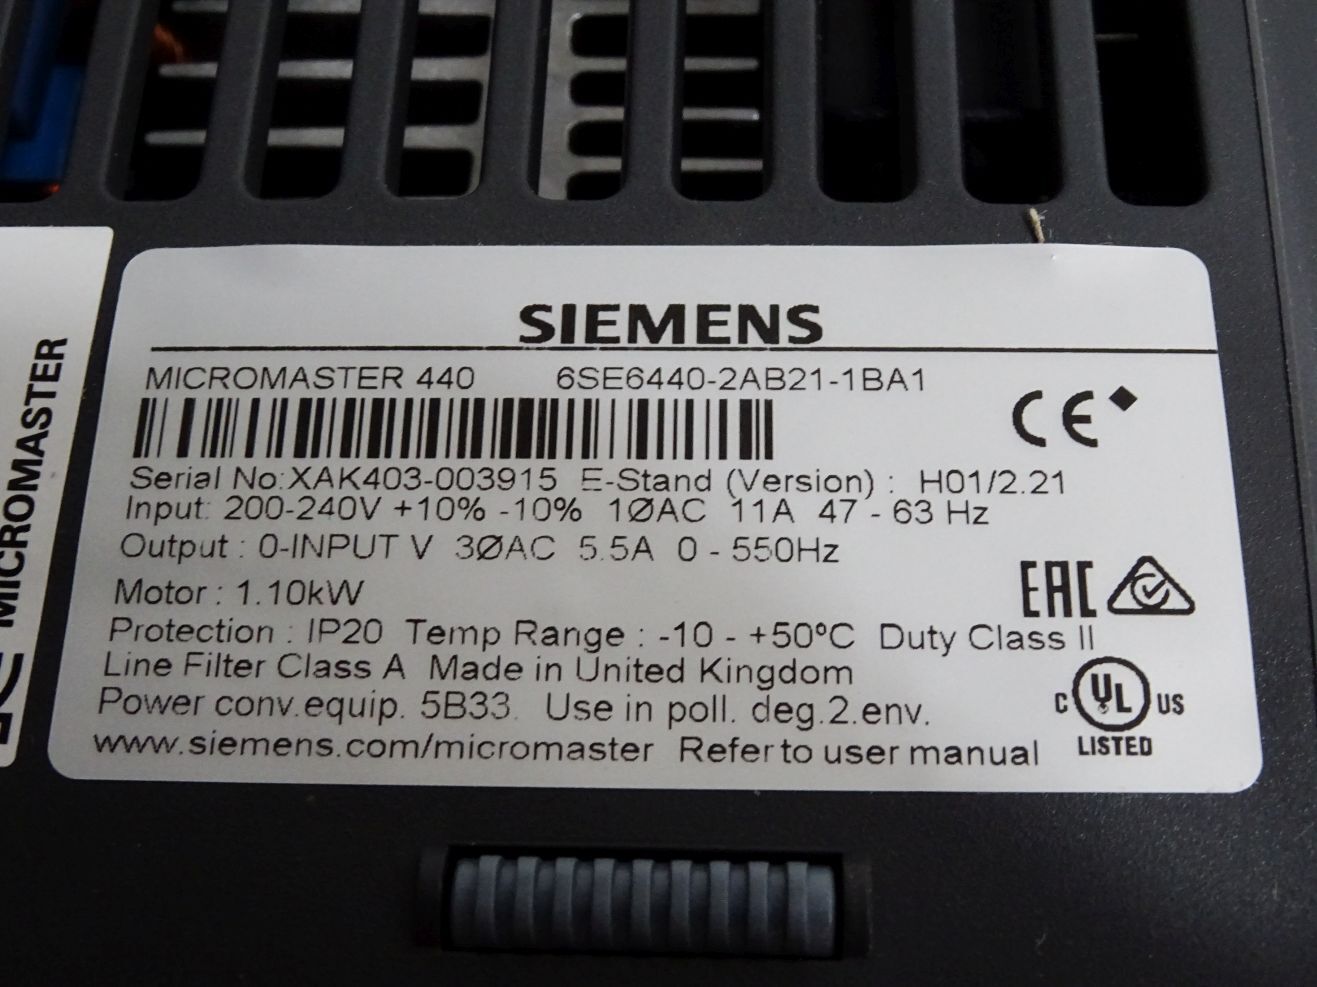 SIEMENS
MICROMASTER 440 6SE6440-2AB21-1BA1
CE
Serial No:XAK403-003915 E-Stand (Version) : H01/2.21
Input: 200-240V +10% -10% 1ØAC 11A 47 - 63 Hz
Output : 0-INPUT V 3ØAC 5.5A 0 - 550Hz
Motor : 1.10kW
EAC
Protection : IP20 Temp Range : -10 - +50ºC Duty Class II
Line Filter Class A Made in United Kingdom
Power conv.equip. 5B33. Use in poll. deg.2.env.
C UL US
LISTED
www.siemens.com/micromaster Refer to user manual
MICROMASTER